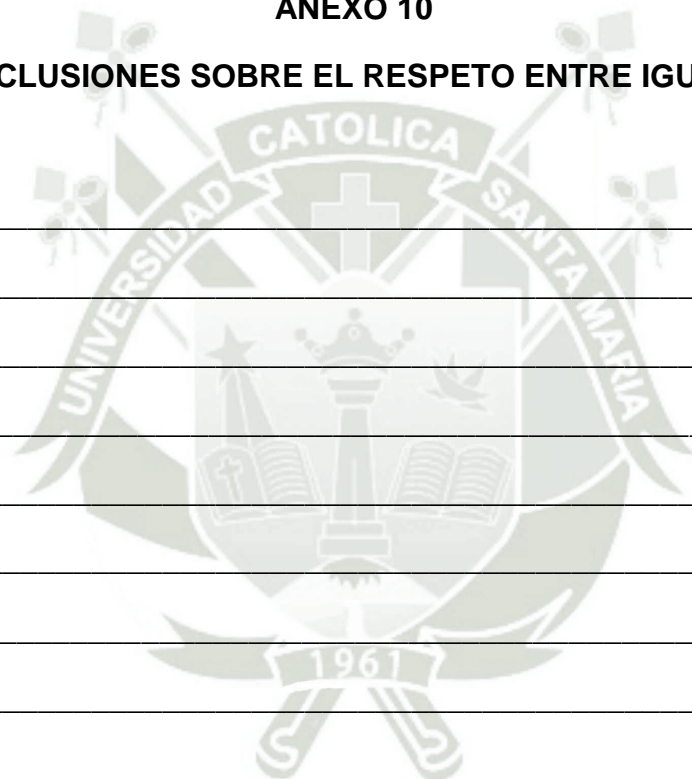 ANEXO 10
CLUSIONES SOBRE EL RESPETO ENTRE IGU
UNIVERSIDAD CATOLICA SANTA MARIA
1961